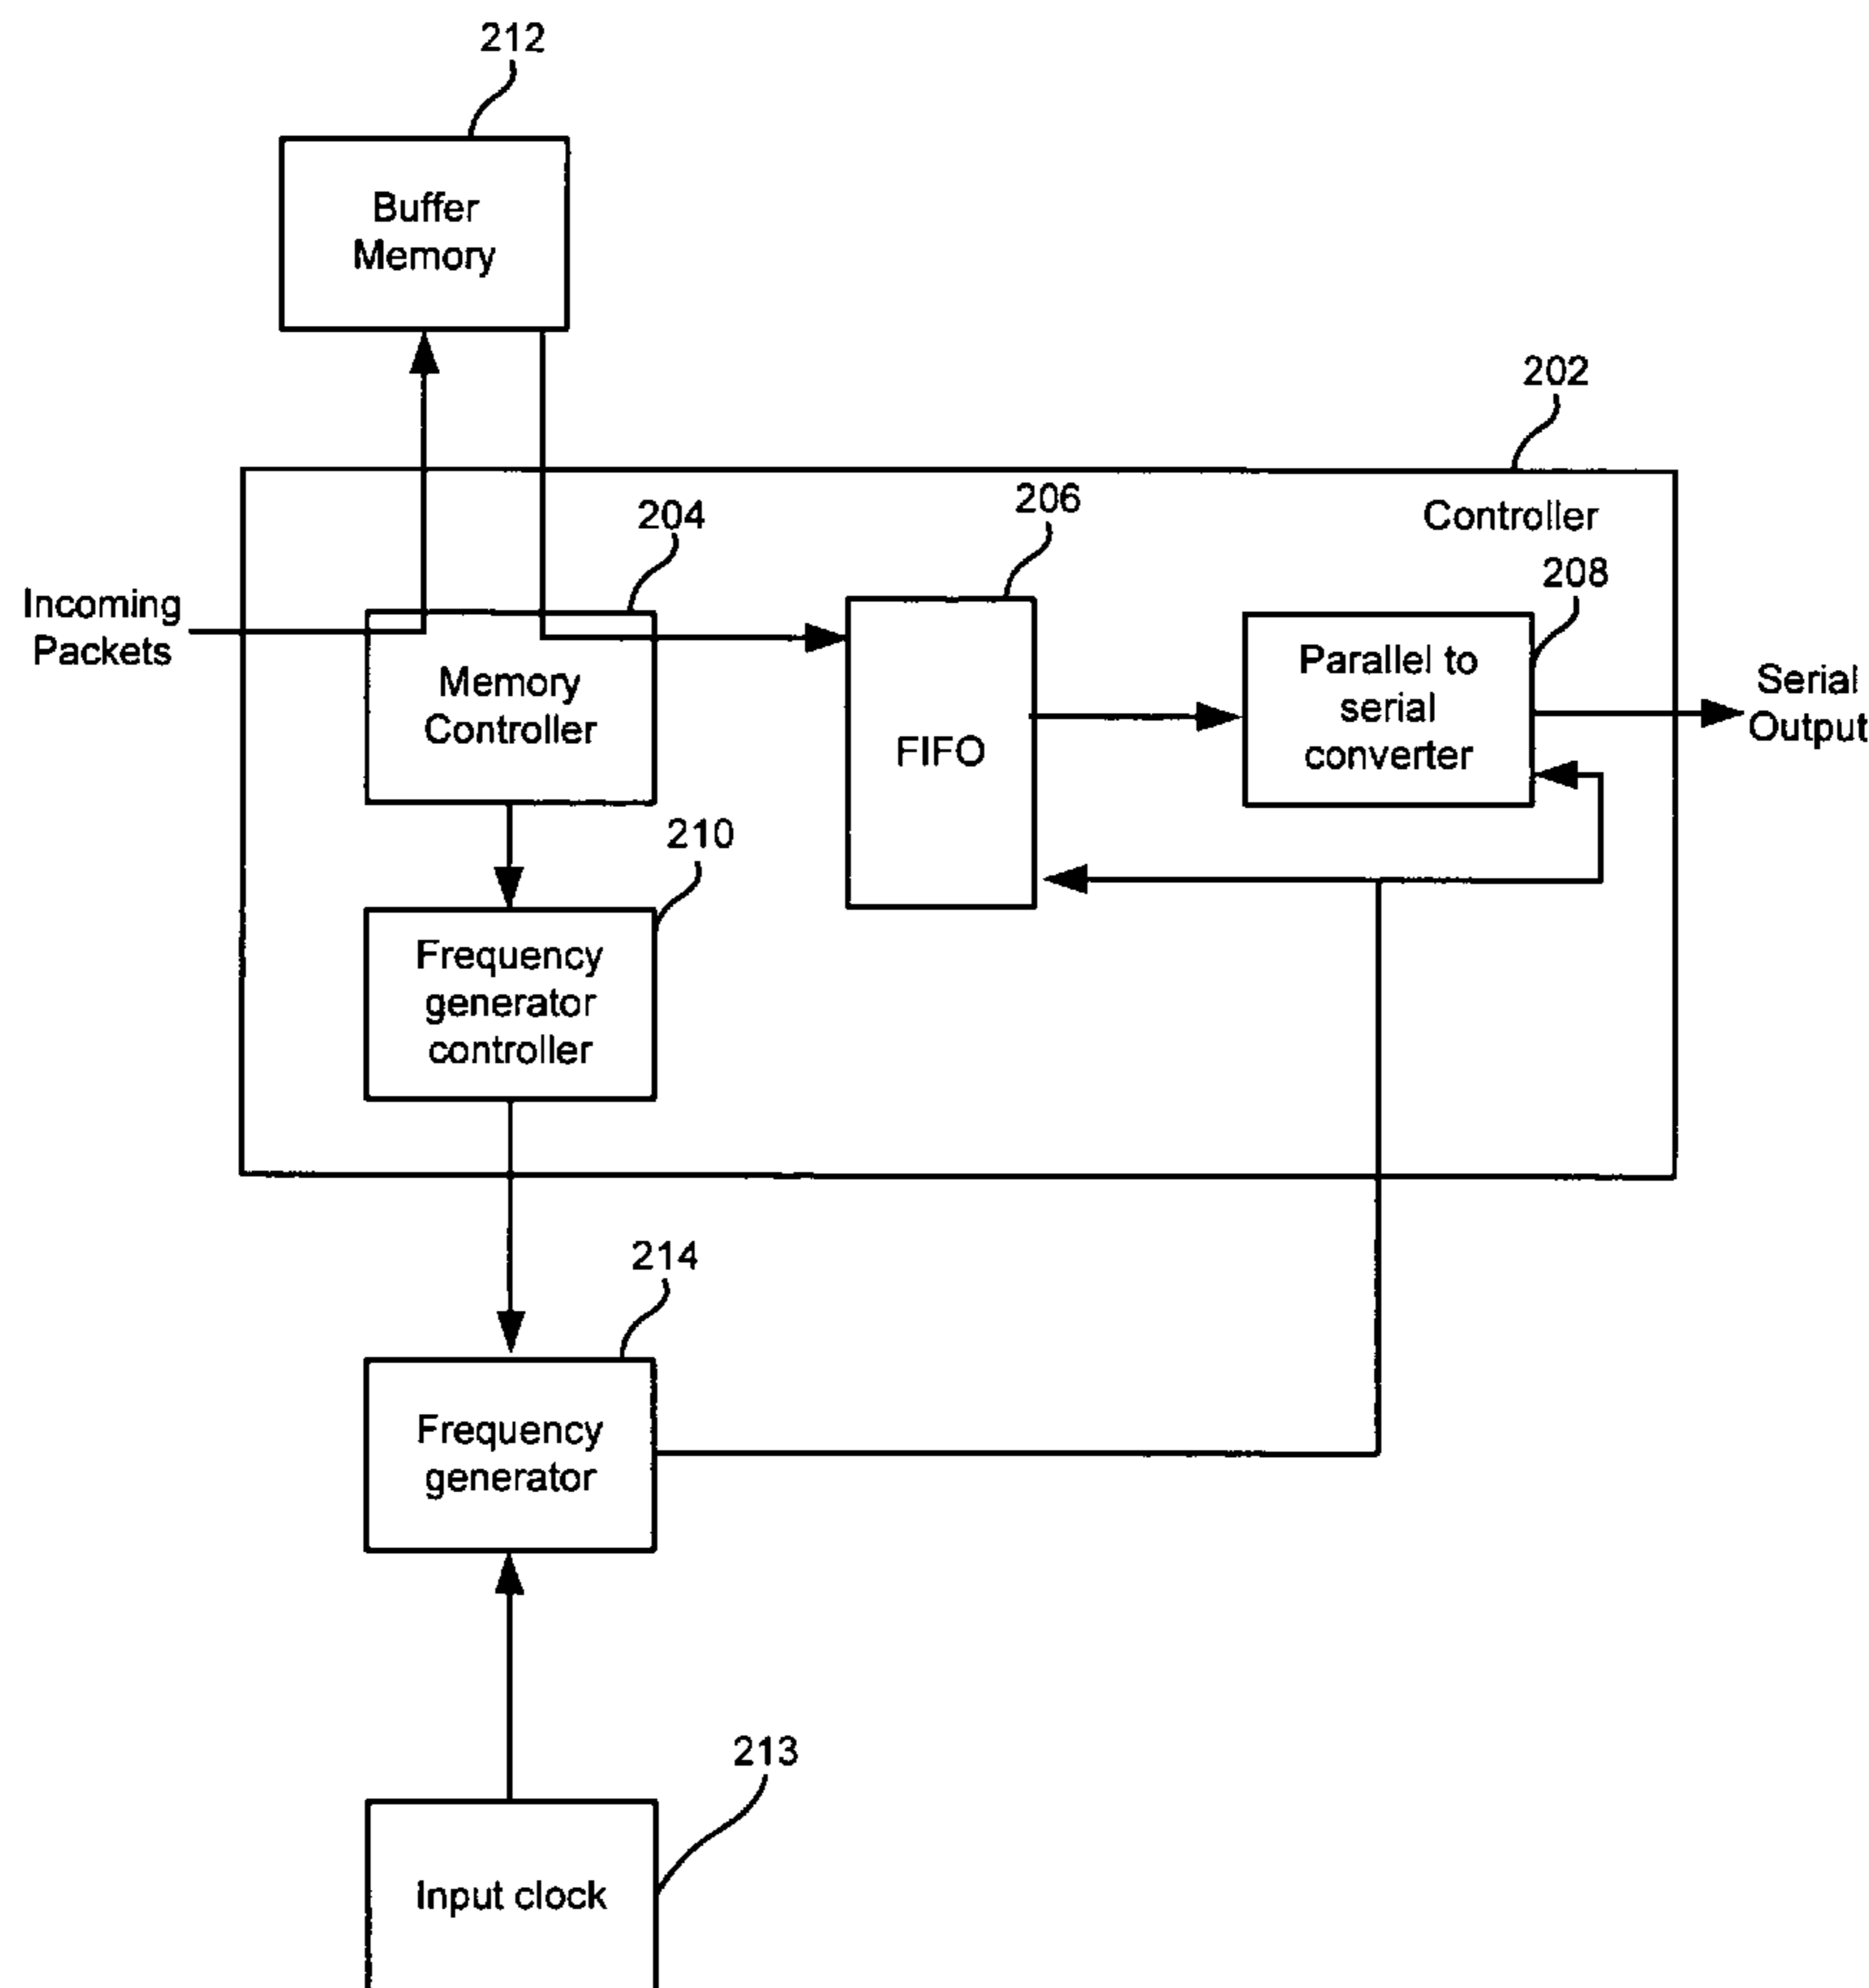 212
Buffer
Memory
202
Controller
204
206
208
Incoming
Packets
Memory
Controller
FIFO
Parallel to
serial
converter
Serial
Output
210
Frequency
generator
controller
214
Frequency
generator
213
Input clock